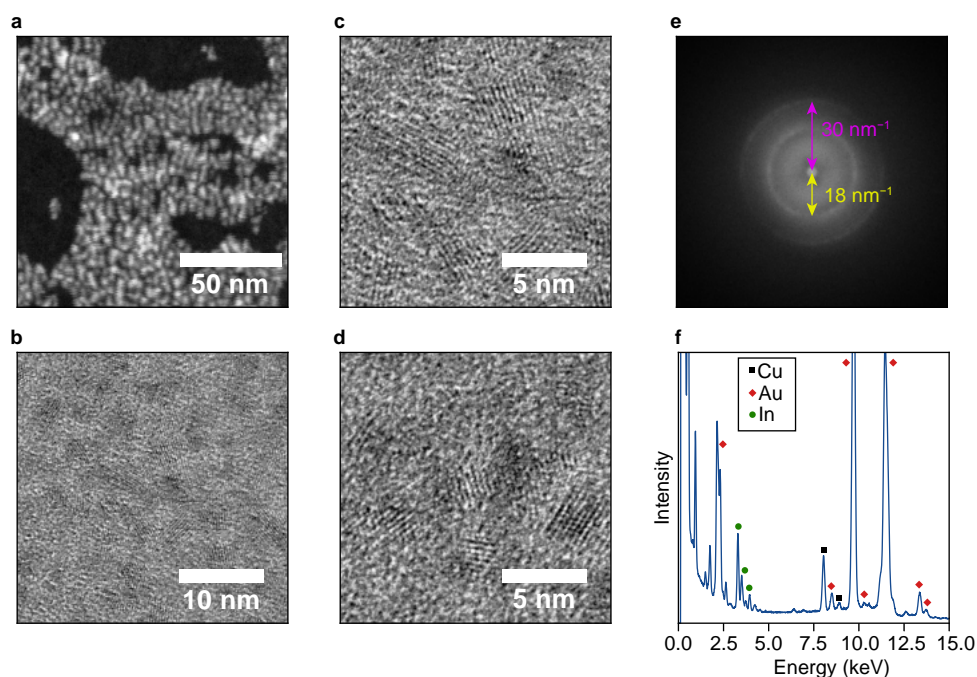 a
50 nm
b
10 nm
c
5 nm
d
5 nm
e
30 nm⁻¹
18 nm⁻¹
f
Cu
Au
In
Intensity
0.0 2.5 5.0 7.5 10.0 12.5 15.0
Energy (keV)